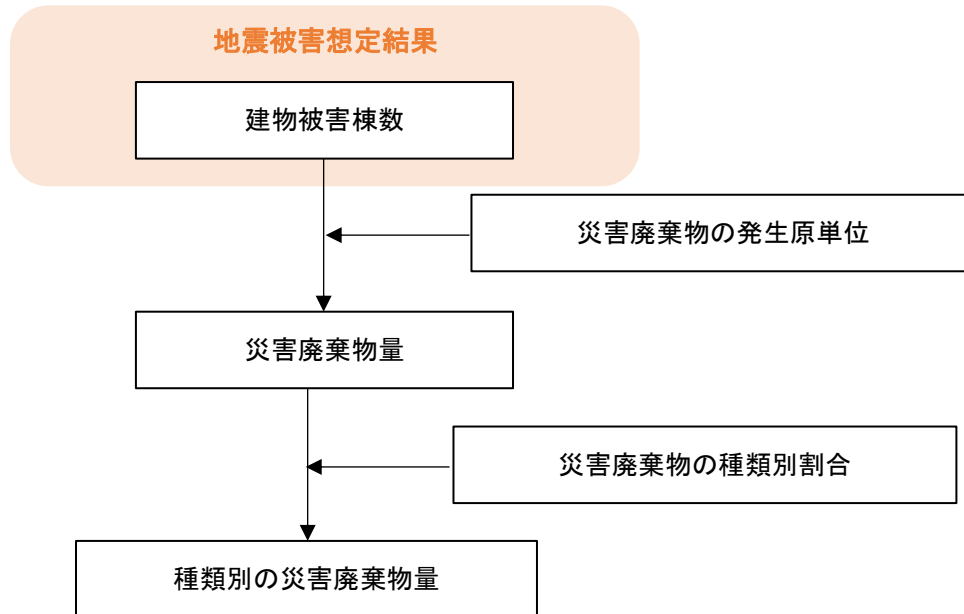 地震被害想定結果
建物被害棟数
災害廃棄物の発生原単位
災害廃棄物量
災害廃棄物の種類別割合
種類別の災害廃棄物量